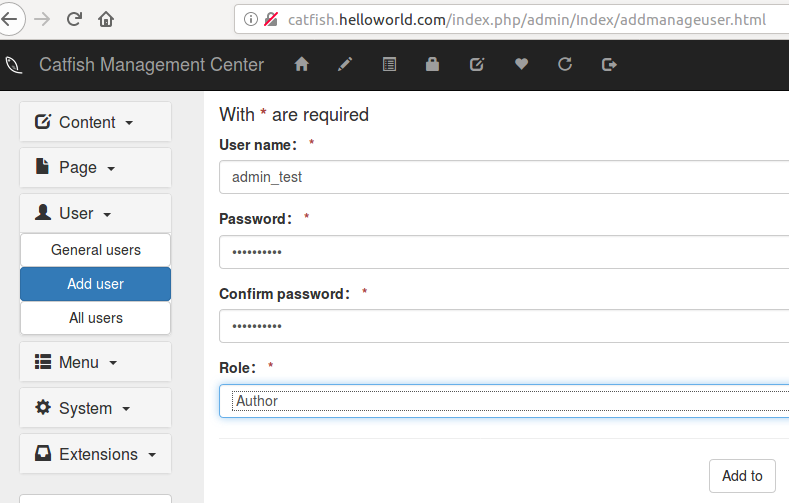 catfish.helloworld.com/index.php/admin/Index/addmanageuser.html
Catfish Management Center
Content
Page
User
General users
Add user
All users
Menu
System
Extensions
With * are required
User name： *
admin_test
Password： *
••••••••••
Confirm password： *
••••••••••
Role： *
Author
Add to